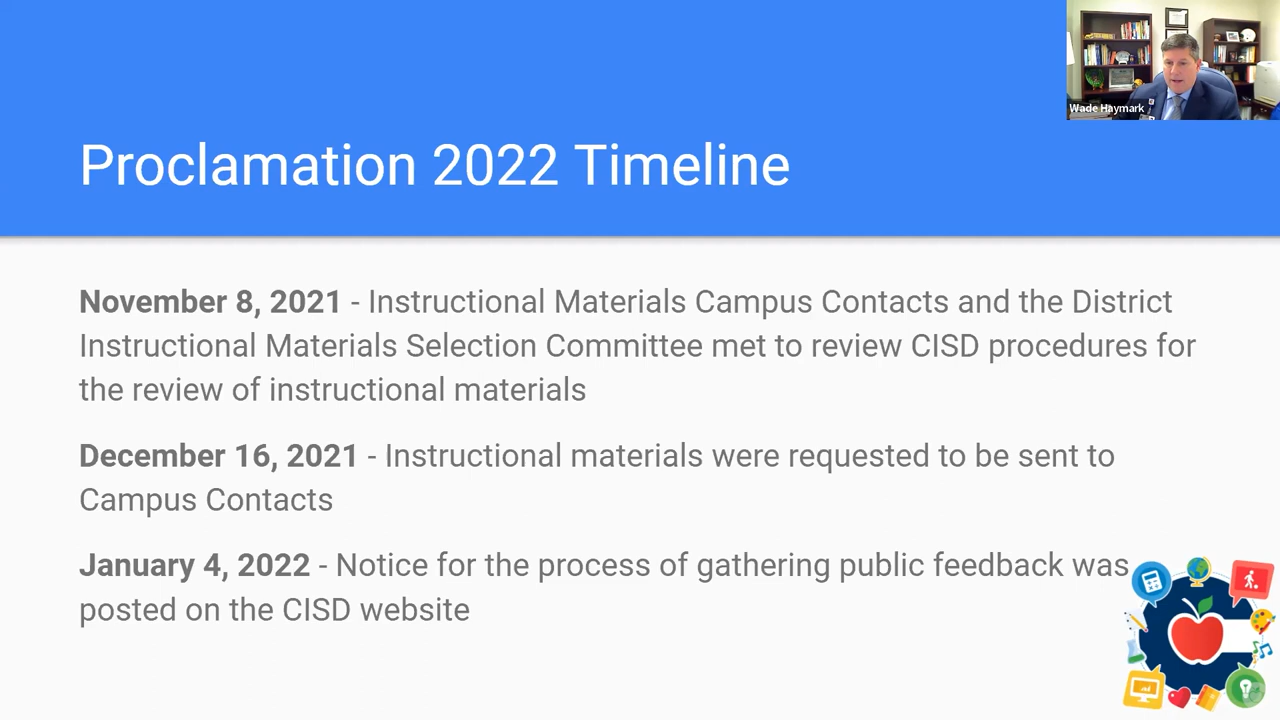 Wade Haymark
Proclamation 2022 Timeline
November 8, 2021 - Instructional Materials Campus Contacts and the District
Instructional Materials Selection Committee met to review CISD procedures for
the review of instructional materials
December 16, 2021 - Instructional materials were requested to be sent to
Campus Contacts
January 4, 2022 - Notice for the process of gathering public feedback was
posted on the CISD website